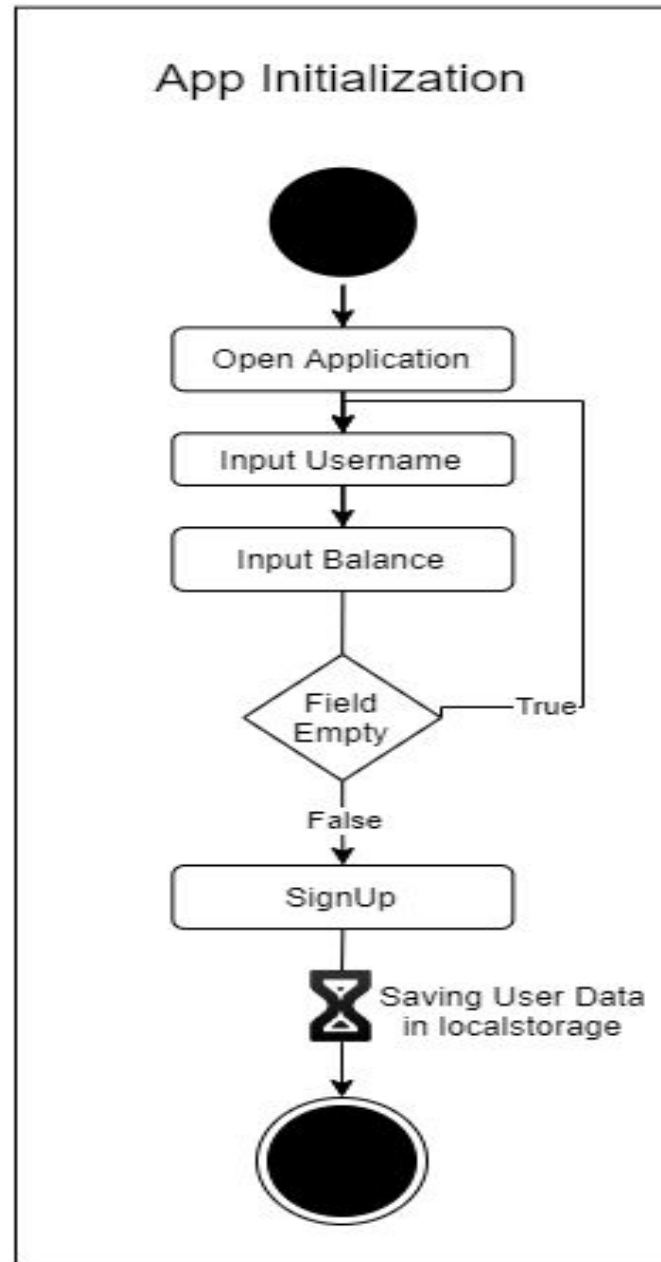 App Initialization
Open Application
Input Username
Input Balance
Field
Empty
True
False
SignUp
Saving User Data
in localstorage